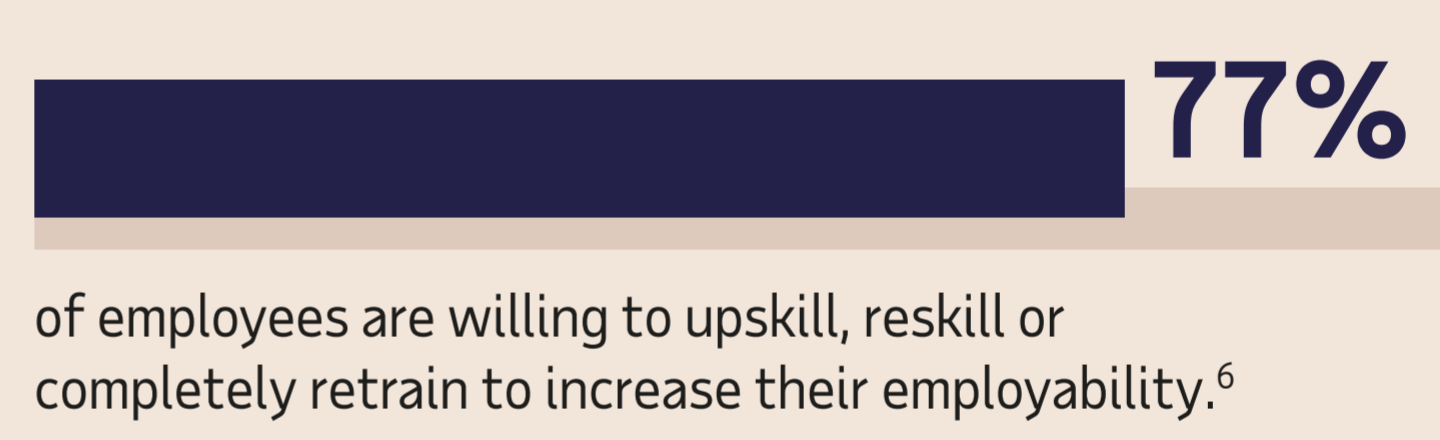 77%
of employees are willing to upskill, reskill or
completely retrain to increase their employability.⁶